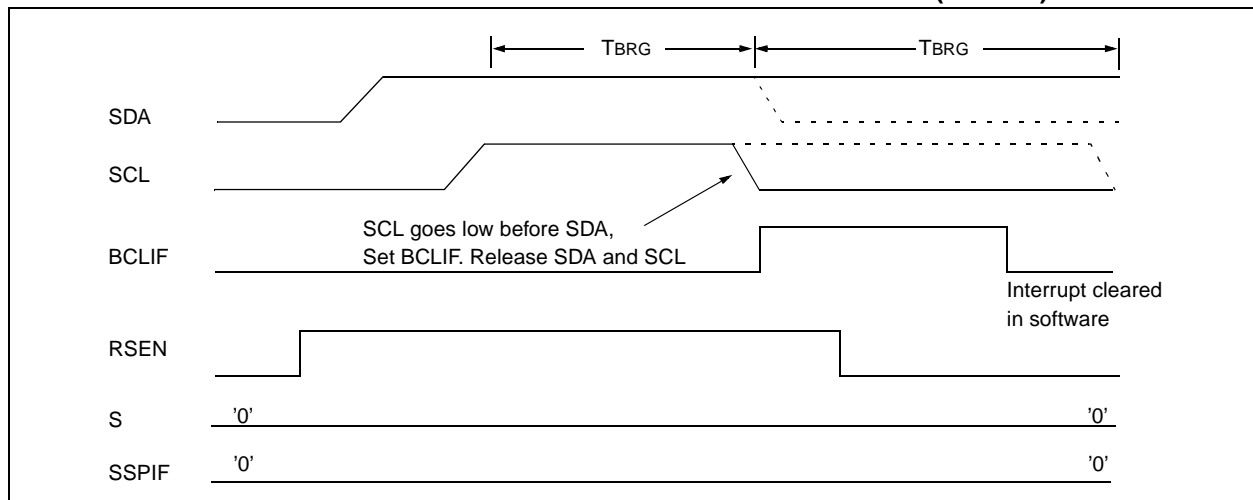 TBRG
TBRG
SDA
SCL
SCL goes low before SDA,
Set BCLIF. Release SDA and SCL
BCLIF
Interrupt cleared
in software
RSEN
S
'0'
'0'
SSPIF
'0'
'0'